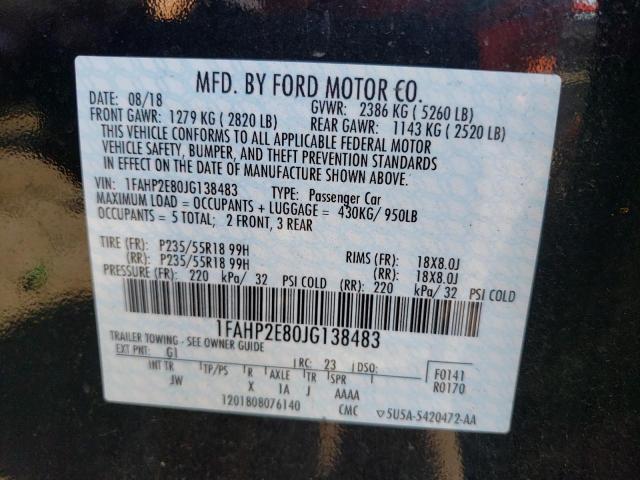 MFD. BY FORD MOTOR CO.
DATE: 08/18 GVWR: 2386 KG ( 5260 LB)
FRONT GAWR: 1279 KG ( 2820 LB) REAR GAWR: 1143 KG ( 2520 LB)
THIS VEHICLE CONFORMS TO ALL APPLICABLE FEDERAL MOTOR
VEHICLE SAFETY, BUMPER, AND THEFT PREVENTION STANDARDS
IN EFFECT ON THE DATE OF MANUFACTURE SHOWN ABOVE.
VIN: 1FAHP2E80JG138483 TYPE: Passenger Car
MAXIMUM LOAD = OCCUPANTS + LUGGAGE = 430KG/ 950LB
OCCUPANTS = 5 TOTAL; 2 FRONT, 3 REAR
TIRE (FR): P235/55R18 99H RIMS (FR): 18X8.0J
(RR): P235/55R18 99H (RR): 18X8.0J
PRESSURE (FR): 220 kPa/ 32 PSI COLD (RR): 220 kPa/ 32 PSI COLD
1FAHP2E80JG138483
TRAILER TOWING - SEE OWNER GUIDE
EXT PNT: G1 RC: 23 DSO: F0141
INT TR TP/PS R AXLE TR SPR R0170
JW X 1A J AAAA
1201B08076140 CMC ▽5U5A-5420472-AA